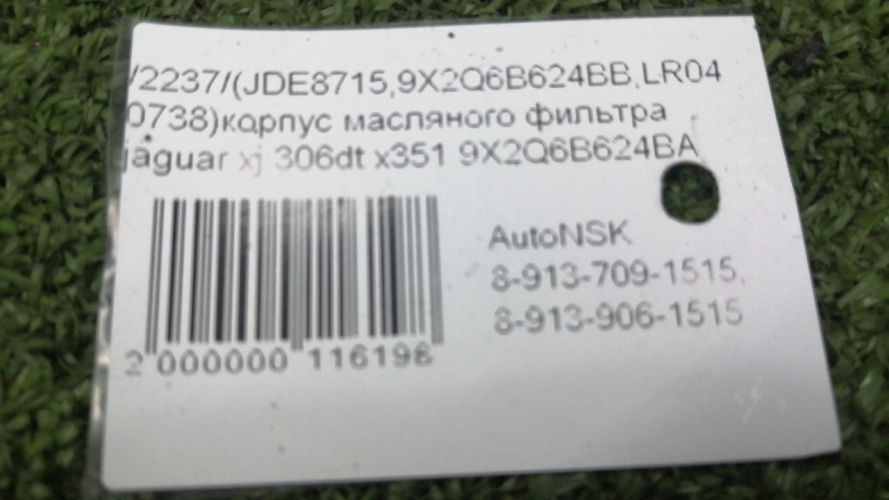 /2237/(JDE8715,9X2Q6B624BB,LR04
0738)корпус масляного фильтра
jaguar xj 306dt x351 9X2Q6B624BA
AutoNSK
8-913-709-1515,
8-913-906-1515
2 000000 116196